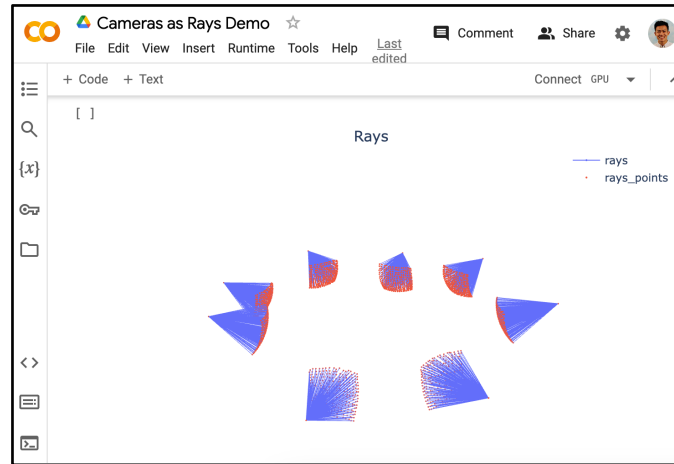 Cameras as Rays Demo
File Edit View Insert Runtime Tools Help Last edited
Comment
Share
+ Code + Text
Connect GPU
[ ]
{x}
Rays
rays
rays_points